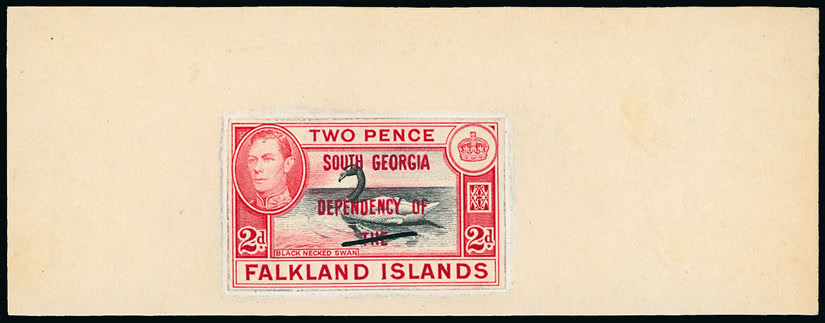 TWO PENCE
SOUTH GEORGIA
DEPENDENCY OF
THE
2d. 2d.
BLACK NECKED SWAN
FALKLAND ISLANDS